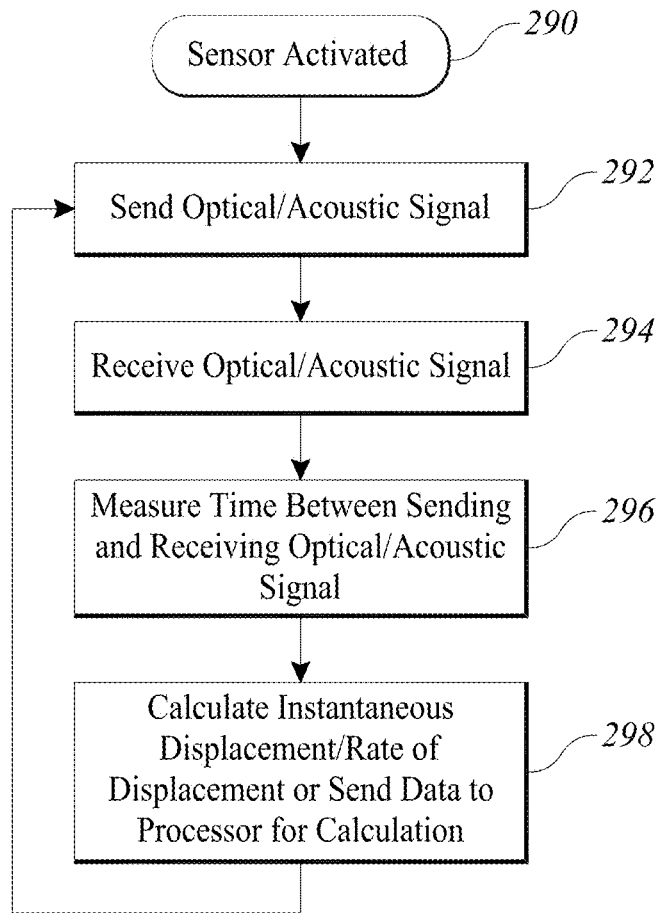 Sensor Activated
290
Send Optical/Acoustic Signal
292
Receive Optical/Acoustic Signal
294
Measure Time Between Sending
and Receiving Optical/Acoustic
Signal
296
Calculate Instantaneous
Displacement/Rate of
Displacement or Send Data to
Processor for Calculation
298